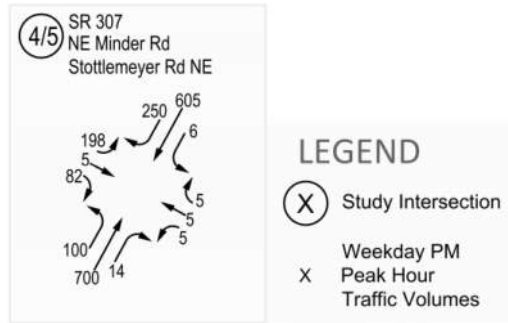 4/5
SR 307
NE Minder Rd
Stottlemeyer Rd NE
250
605
6
198
5
82
5
5
5
100
700
14
LEGEND
X
Study Intersection
X
Weekday PM
Peak Hour
Traffic Volumes